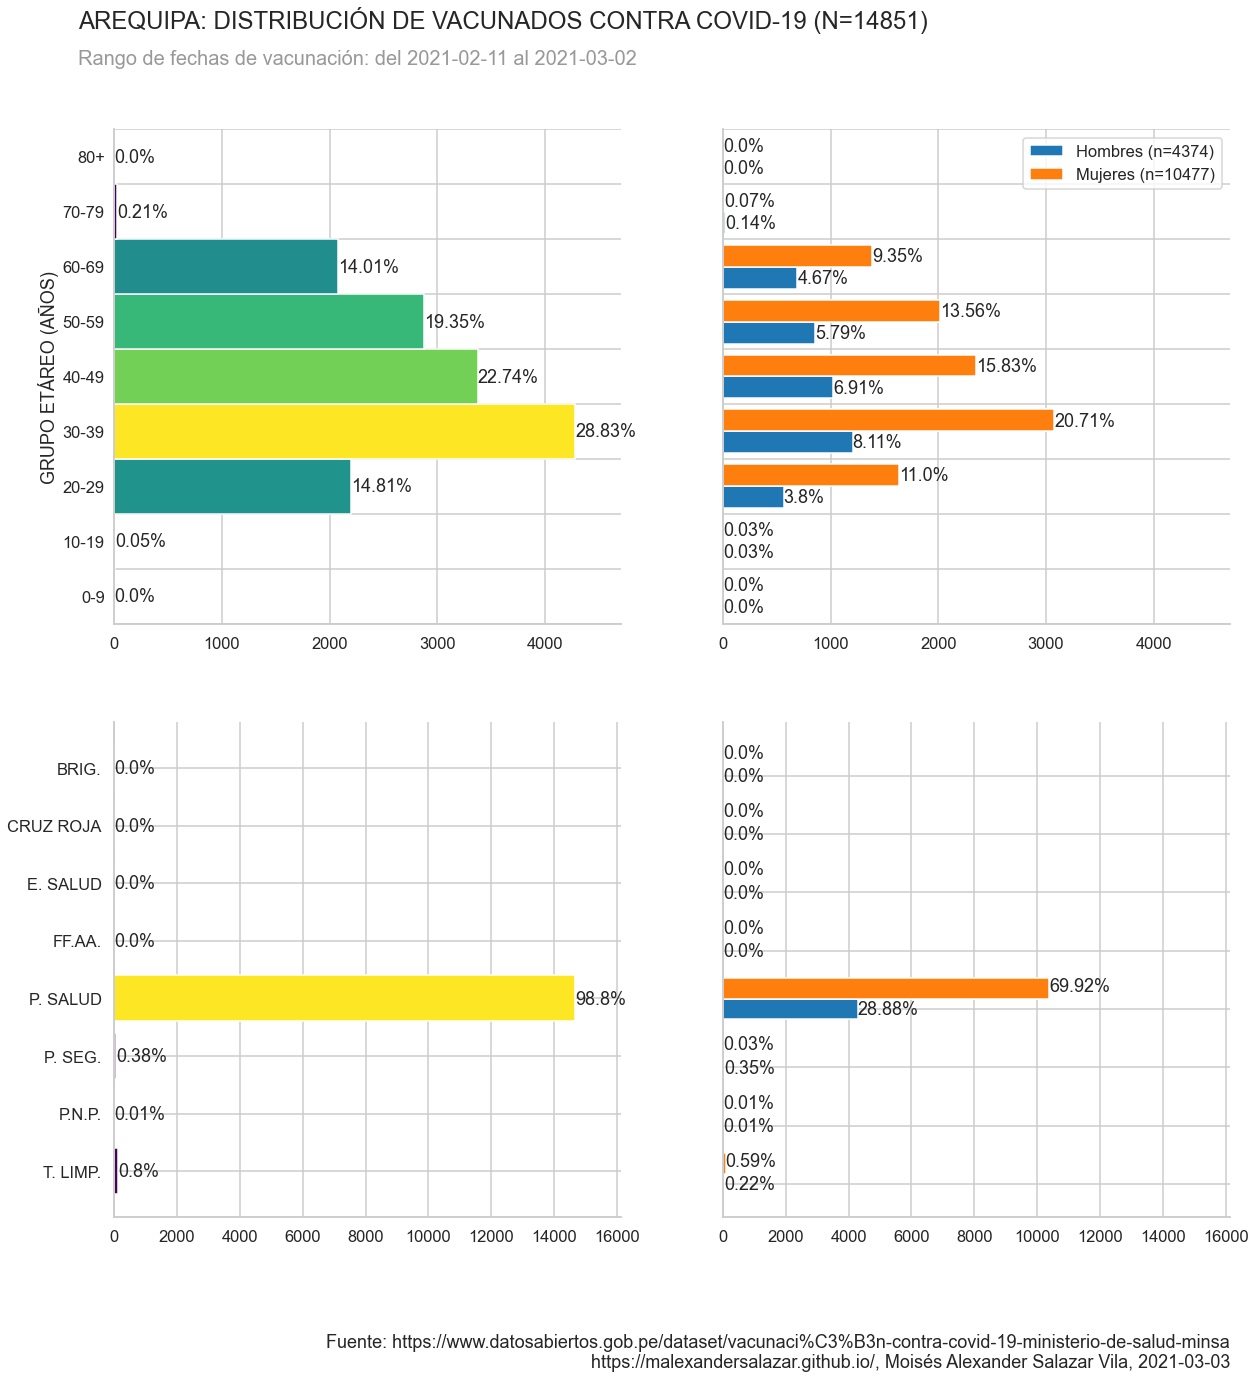 AREQUIPA: DISTRIBUCIÓN DE VACUNADOS CONTRA COVID-19 (N=14851)
Rango de fechas de vacunación: del 2021-02-11 al 2021-03-02
GRUPO ETÁREO (AÑOS)
80+ 0.0%
70-79 0.21%
60-69 14.01%
50-59 19.35%
40-49 22.74%
30-39 28.83%
20-29 14.81%
10-19 0.05%
0-9 0.0%
0 1000 2000 3000 4000
Hombres (n=4374)
Mujeres (n=10477)
0.0%
0.0%
0.07%
0.14%
9.35%
4.67%
13.56%
5.79%
15.83%
6.91%
20.71%
8.11%
11.0%
3.8%
0.03%
0.03%
0.0%
0.0%
0 1000 2000 3000 4000
BRIG. 0.0%
CRUZ ROJA 0.0%
E. SALUD 0.0%
FF.AA. 0.0%
P. SALUD 98.8%
P. SEG. 0.38%
P.N.P. 0.01%
T. LIMP. 0.8%
0 2000 4000 6000 8000 10000 12000 14000 16000
0.0%
0.0%
0.0%
0.0%
0.0%
0.0%
0.0%
0.0%
69.92%
28.88%
0.03%
0.35%
0.01%
0.01%
0.59%
0.22%
0 2000 4000 6000 8000 10000 12000 14000 16000
Fuente: https://www.datosabiertos.gob.pe/dataset/vacunaci%C3%B3n-contra-covid-19-ministerio-de-salud-minsa
https://malexandersalazar.github.io/, Moisés Alexander Salazar Vila, 2021-03-03